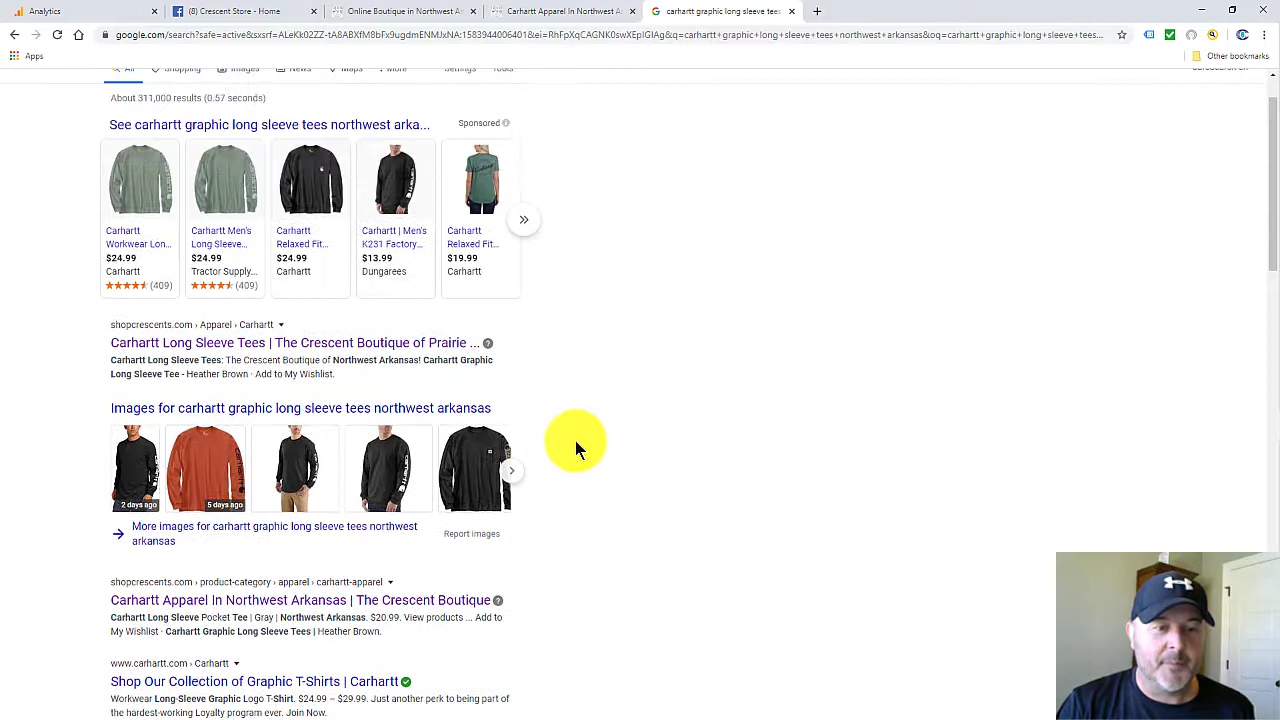 Analytics
(8) Crescent Store - Home
Online Boutique in Northwest Ar
Carhartt Apparel In Northwest A
carhartt graphic long sleeve tees
google.com/search?safe=active&sxsrf=ALeKk02ZZ-tA8ABXfM8bFx9ugdmENMJxNA:1583944006401&ei=RhFpXqCAGNK0swXEpIGIAg&q=carhartt+graphic+long+sleeve+tees+northwest+arkansas&oq=carhartt+graphic+long+sleeve+tees...
Apps
Other bookmarks
All Shopping Images News Maps More Settings Tools
About 311,000 results (0.57 seconds)
See carhartt graphic long sleeve tees northwest arka...
Sponsored
Carhartt Carhartt Men's Carhartt Carhartt | Men's Carhartt
Workwear Lon... Long Sleeve... Relaxed Fit... K231 Factory... Relaxed Fit...
$24.99 $24.99 $24.99 $13.99 $19.99
Carhartt Tractor Supply... Carhartt Dungarees Carhartt
(409) (409)
shopcrescents.com › Apparel › Carhartt
Carhartt Long Sleeve Tees | The Crescent Boutique of Prairie ...
Carhartt Long Sleeve Tees: The Crescent Boutique of Northwest Arkansas! Carhartt Graphic
Long Sleeve Tee - Heather Brown · Add to My Wishlist.
Images for carhartt graphic long sleeve tees northwest arkansas
2 days ago 5 days ago
More images for carhartt graphic long sleeve tees northwest
arkansas
Report images
shopcrescents.com › product-category › apparel › carhartt-apparel
Carhartt Apparel In Northwest Arkansas | The Crescent Boutique
Carhartt Long Sleeve Pocket Tee | Gray | Northwest Arkansas. $20.99. View products ... Add to
My Wishlist · Carhartt Graphic Long Sleeve Tees | Heather Brown.
www.carhartt.com › Carhartt
Shop Our Collection of Graphic T-Shirts | Carhartt
Workwear Long-Sleeve Graphic Logo T-Shirt. $24.99 – $29.99. Just another perk to being part of
the hardest-working Loyalty program ever. Join Now.